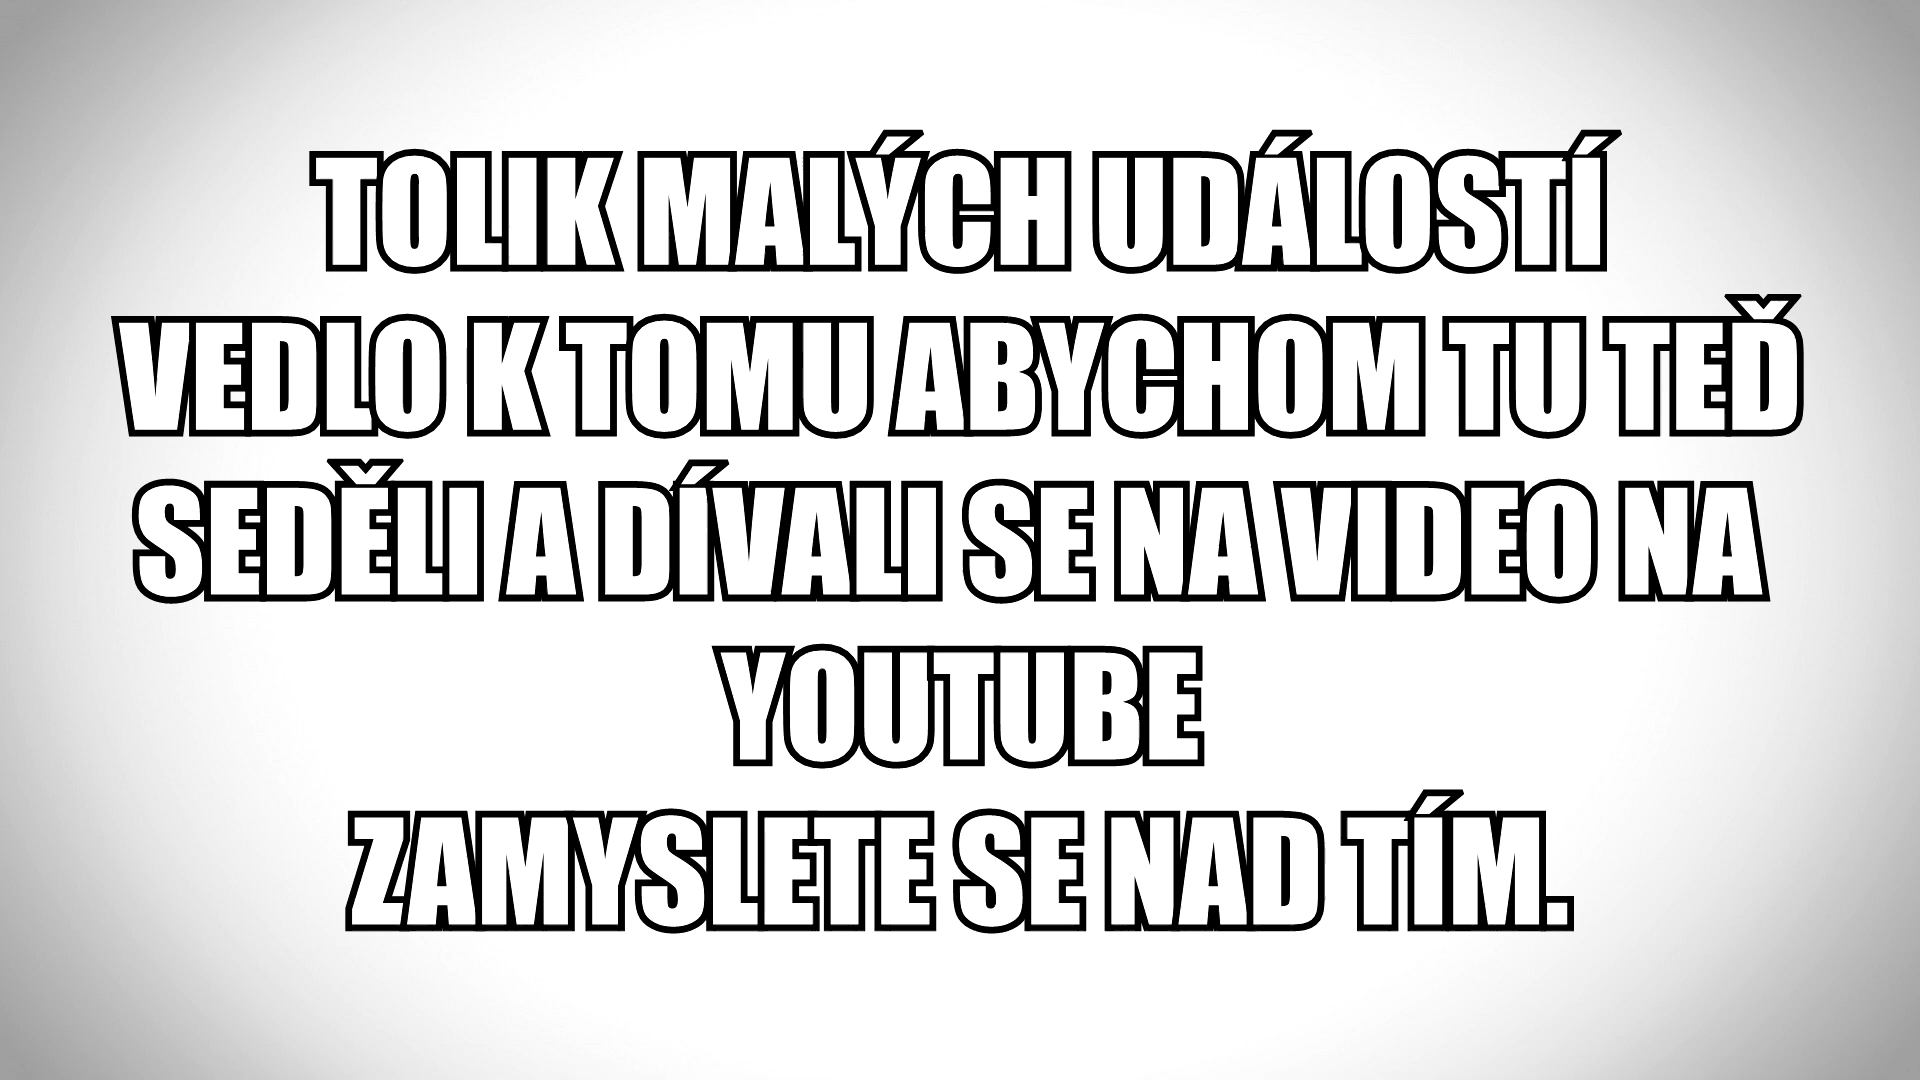 TOLIK MALÝCH UDÁLOSTÍ
VEDLO K TOMU ABYCHOM TU TEĎ
SEDĚLI A DÍVALI SE NA VIDEO NA
YOUTUBE
ZAMYSLETE SE NAD TÍM.